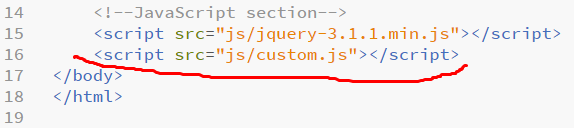 14 <!--JavaScript section-->
15 <script src="js/jquery-3.1.1.min.js"></script>
16 <script src="js/custom.js"></script>
17 </body>
18 </html>
19